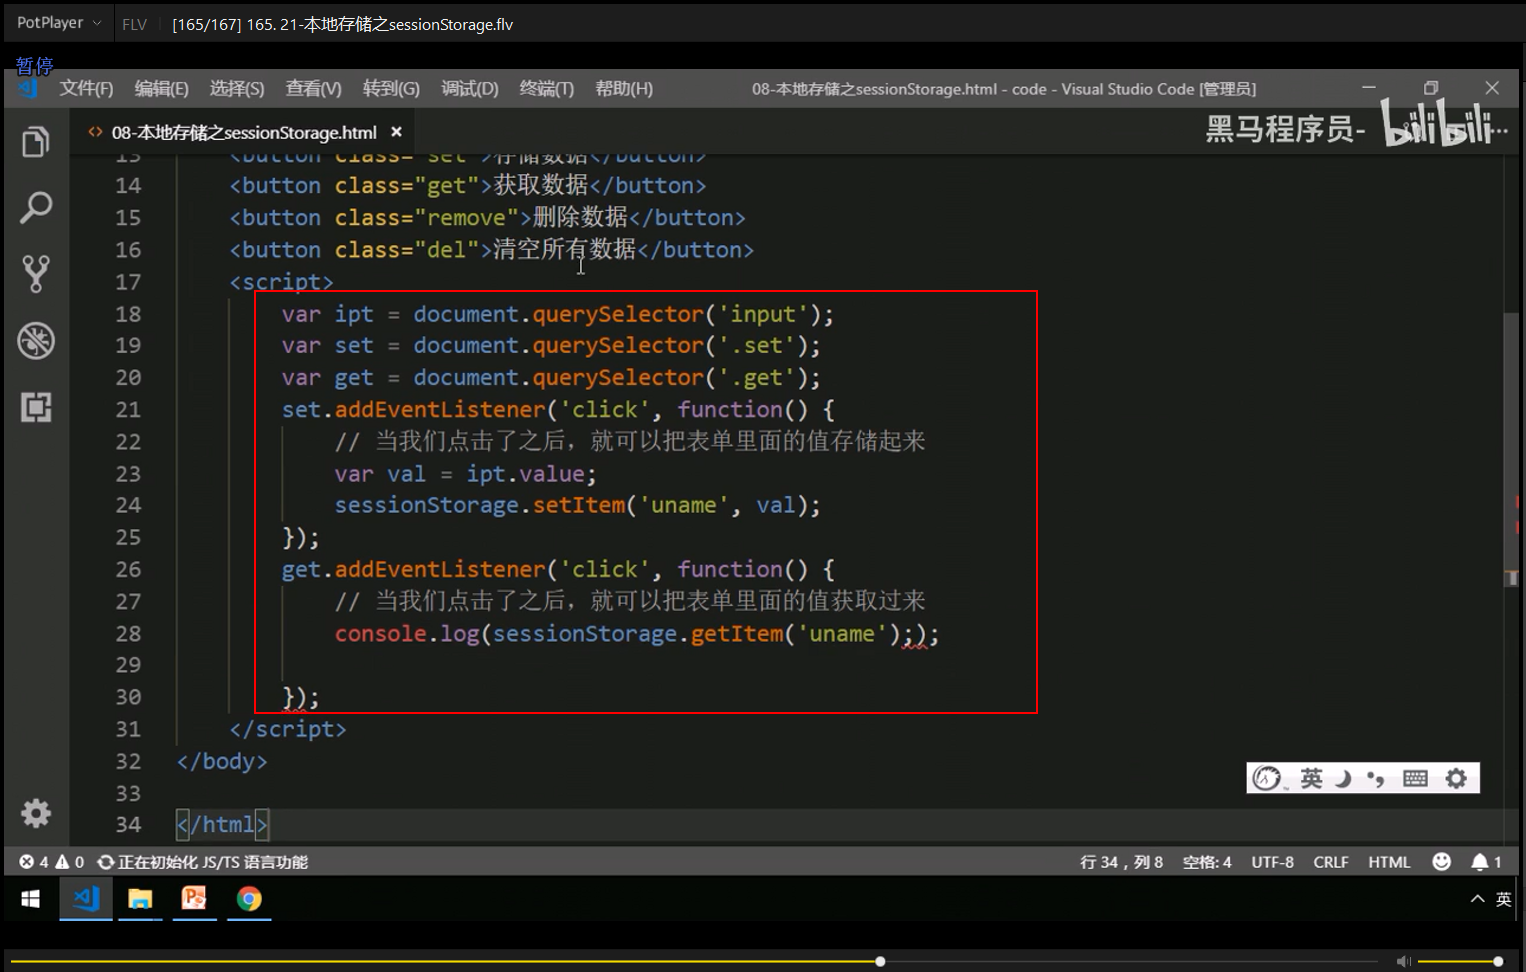 PotPlayer FLV [165/167] 165. 21-本地存储之sessionStorage.flv
暂停
文件(F) 编辑(E) 选择(S) 查看(V) 转到(G) 调试(D) 终端(T) 帮助(H) 08-本地存储之sessionStorage.html - code - Visual Studio Code [管理员]
<> 08-本地存储之sessionStorage.html × 黑马程序员- bilibili ...
13 <button class="set">存储数据</button>
14 <button class="get">获取数据</button>
15 <button class="remove">删除数据</button>
16 <button class="del">清空所有数据</button>
17 <script>
18 var ipt = document.querySelector('input');
19 var set = document.querySelector('.set');
20 var get = document.querySelector('.get');
21 set.addEventListener('click', function() {
22 // 当我们点击了之后，就可以把表单里面的值存储起来
23 var val = ipt.value;
24 sessionStorage.setItem('uname', val);
25 });
26 get.addEventListener('click', function() {
27 // 当我们点击了之后，就可以把表单里面的值获取过来
28 console.log(sessionStorage.getItem('uname'););
29
30 });
31 </script>
32 </body>
33
34 </html>
英
4 0 正在初始化 JS/TS 语言功能 行 34，列 8 空格: 4 UTF-8 CRLF HTML 1
英